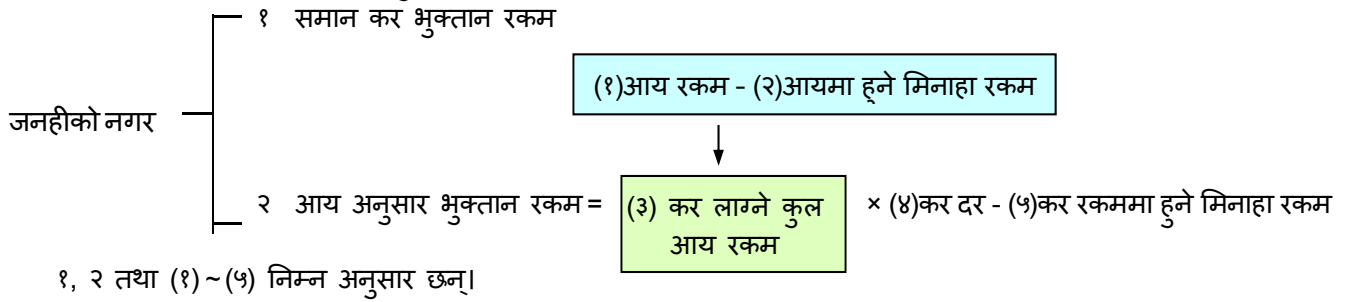 १ समान कर भुक्तान रकम
(१)आय रकम - (२)आयमा हुने मिनाहा रकम
जनहीको नगर
२ आय अनुसार भुक्तान रकम = (३) कर लाग्ने कुल आय रकम × (४)कर दर - (५)कर रकममा हुने मिनाहा रकम
१, २ तथा (१)~(५) निम्न अनुसार छन्।